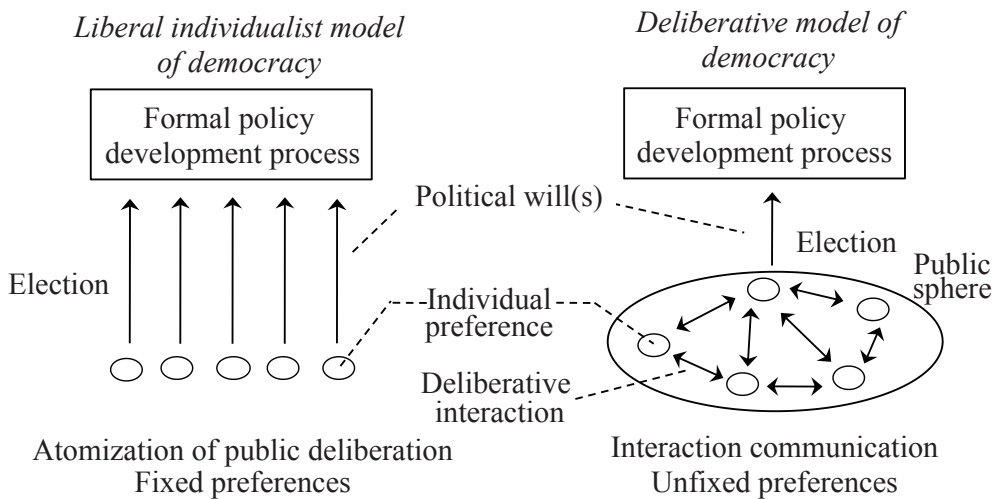 Liberal individualist model
of democracy
Formal policy
development process
Election
Political will(s)
Individual
preference
Deliberative
interaction
Atomization of public deliberation
Fixed preferences
Deliberative model of
democracy
Formal policy
development process
Election
Public
sphere
Interaction communication
Unfixed preferences